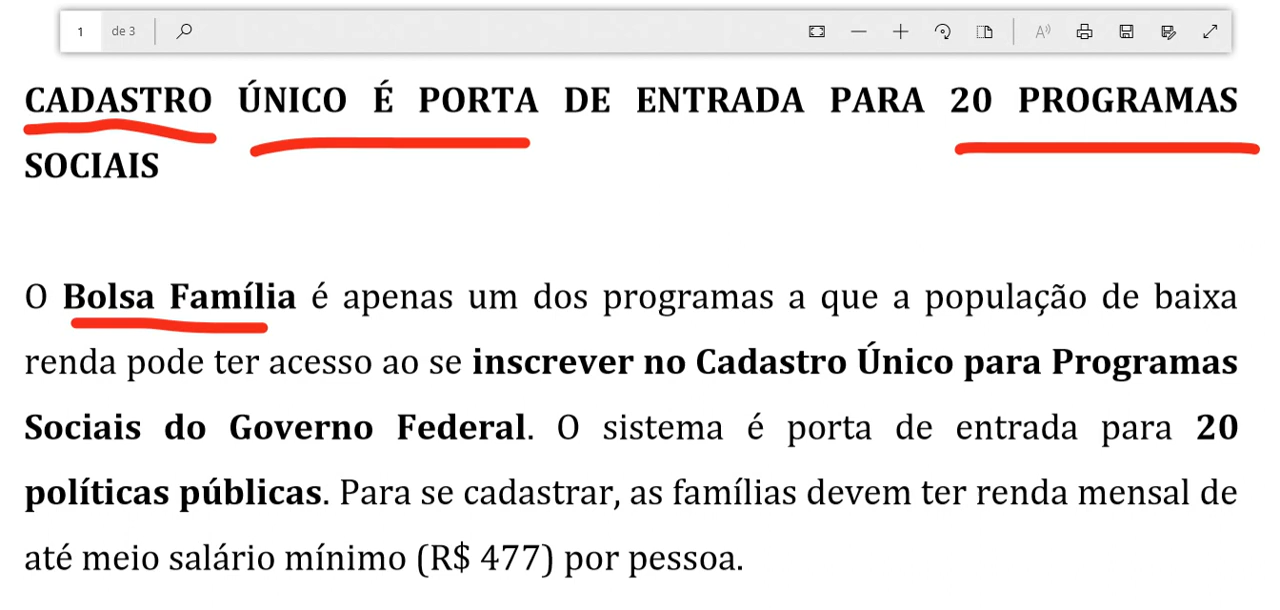 1 de 3
CADASTRO ÚNICO É PORTA DE ENTRADA PARA 20 PROGRAMAS
SOCIAIS
O Bolsa Família é apenas um dos programas a que a população de baixa
renda pode ter acesso ao se inscrever no Cadastro Único para Programas
Sociais do Governo Federal. O sistema é porta de entrada para 20
políticas públicas. Para se cadastrar, as famílias devem ter renda mensal de
até meio salário mínimo (R$ 477) por pessoa.